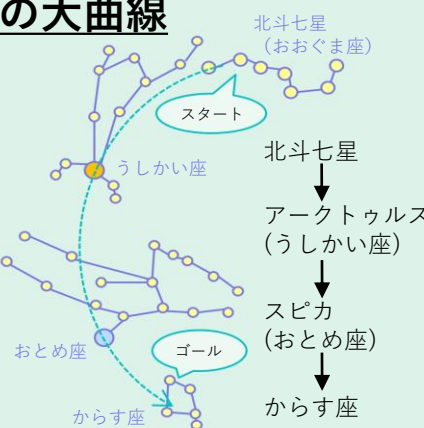 の大曲線
北斗七星
(おおぐま座)
スタート
うしかい座
おとめ座
ゴール
からす座
北斗七星
アークトゥルス
(うしかい座)
スピカ
(おとめ座)
からす座